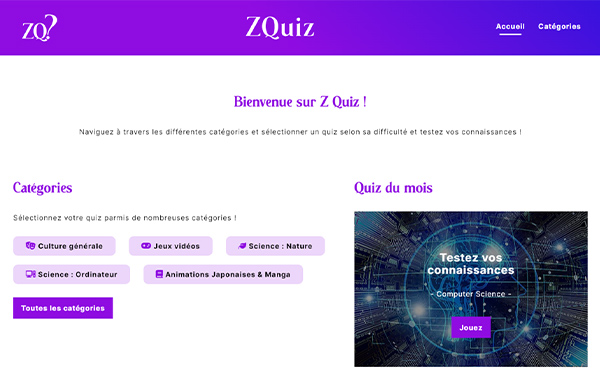 ZQ?
ZQuiz
Accueil
Catégories
Bienvenue sur Z Quiz !
Naviguez à travers les différentes catégories et sélectionner un quiz selon sa difficulté et testez vos connaissances !
Catégories
Sélectionnez votre quiz parmis de nombreuses catégories !
Culture générale
Jeux vidéos
Science : Nature
Science : Ordinateur
Animations Japonaises & Manga
Toutes les catégories
Quiz du mois
Testez vos
connaissances
- Computer Science -
Jouez